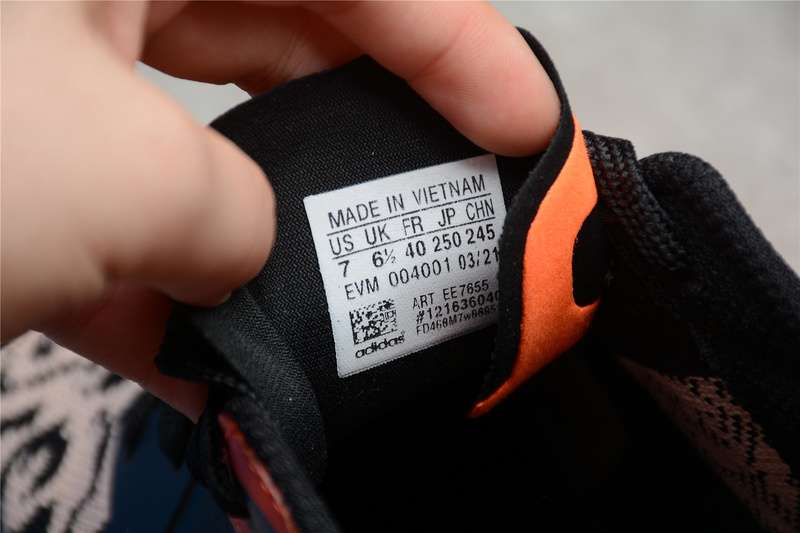 MADE IN VIETNAM
US UK FR JP CHN
7 6½ 40 250 245
EVM 004001 03/21
ART EE7655
#121636040
adidas